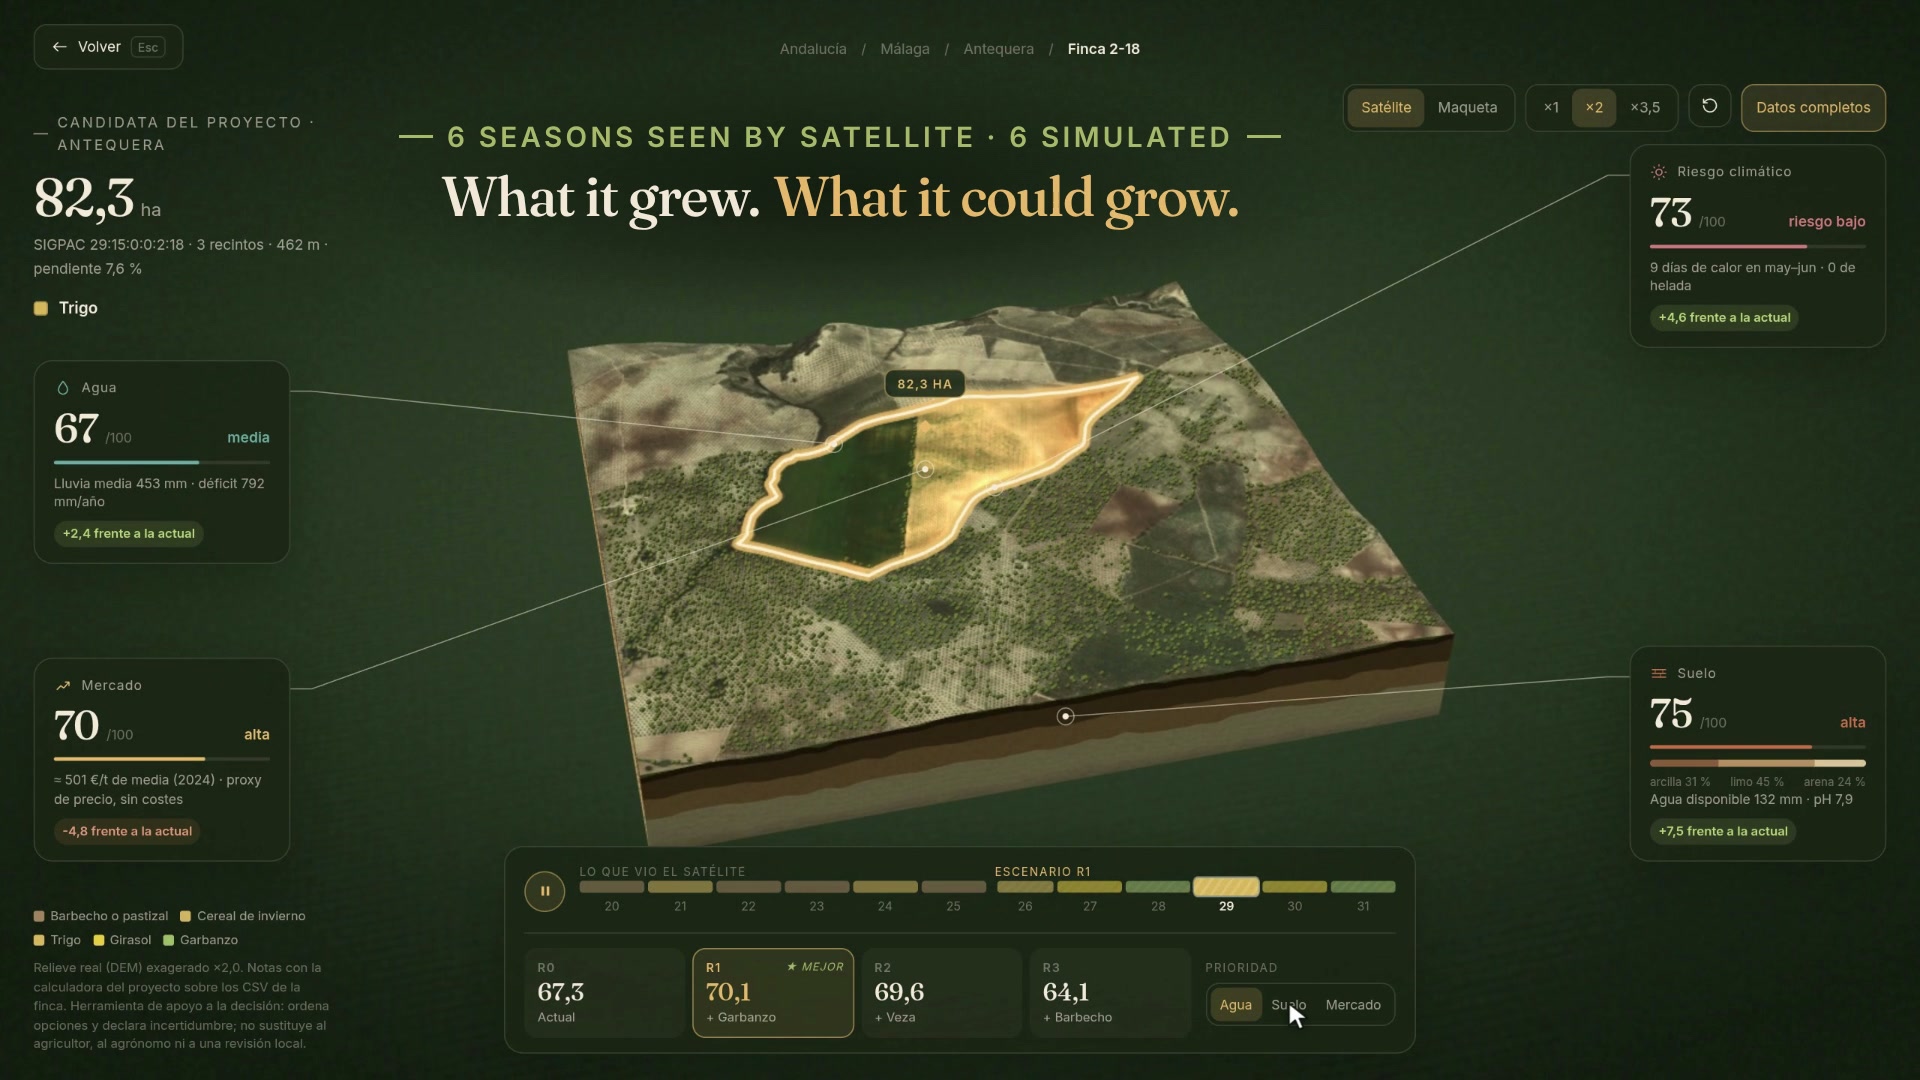 ← Volver Esc
Andalucía / Málaga / Antequera / Finca 2-18
Satélite Maqueta ×1 ×2 ×3,5 Datos completos
— CANDIDATA DEL PROYECTO ·
ANTEQUERA
82,3 ha
SIGPAC 29:15:0:0:2:18 · 3 recintos · 462 m ·
pendiente 7,6 %
Trigo
— 6 SEASONS SEEN BY SATELLITE · 6 SIMULATED —
What it grew. What it could grow.
Riesgo climático
73 /100 riesgo bajo
9 días de calor en may–jun · 0 de
helada
+4,6 frente a la actual
82,3 HA
Agua
67 /100 media
Lluvia media 453 mm · déficit 792
mm/año
+2,4 frente a la actual
Mercado
70 /100 alta
≈ 501 €/t de media (2024) · proxy
de precio, sin costes
-4,8 frente a la actual
Suelo
75 /100 alta
arcilla 31 % limo 45 % arena 24 %
Agua disponible 132 mm · pH 7,9
+7,5 frente a la actual
Barbecho o pastizal Cereal de invierno
Trigo Girasol Garbanzo
Relieve real (DEM) exagerado ×2,0. Notas con la
calculadora del proyecto sobre los CSV de la
finca. Herramienta de apoyo a la decisión: ordena
opciones y declara incertidumbre; no sustituye al
agricultor, al agrónomo ni a una revisión local.
LO QUE VIO EL SATÉLITE ESCENARIO R1
20 21 22 23 24 25 26 27 28 29 30 31
R0
67,3
Actual
R1 ★ MEJOR
70,1
+ Garbanzo
R2
69,6
+ Veza
R3
64,1
+ Barbecho
PRIORIDAD
Agua Suelo Mercado